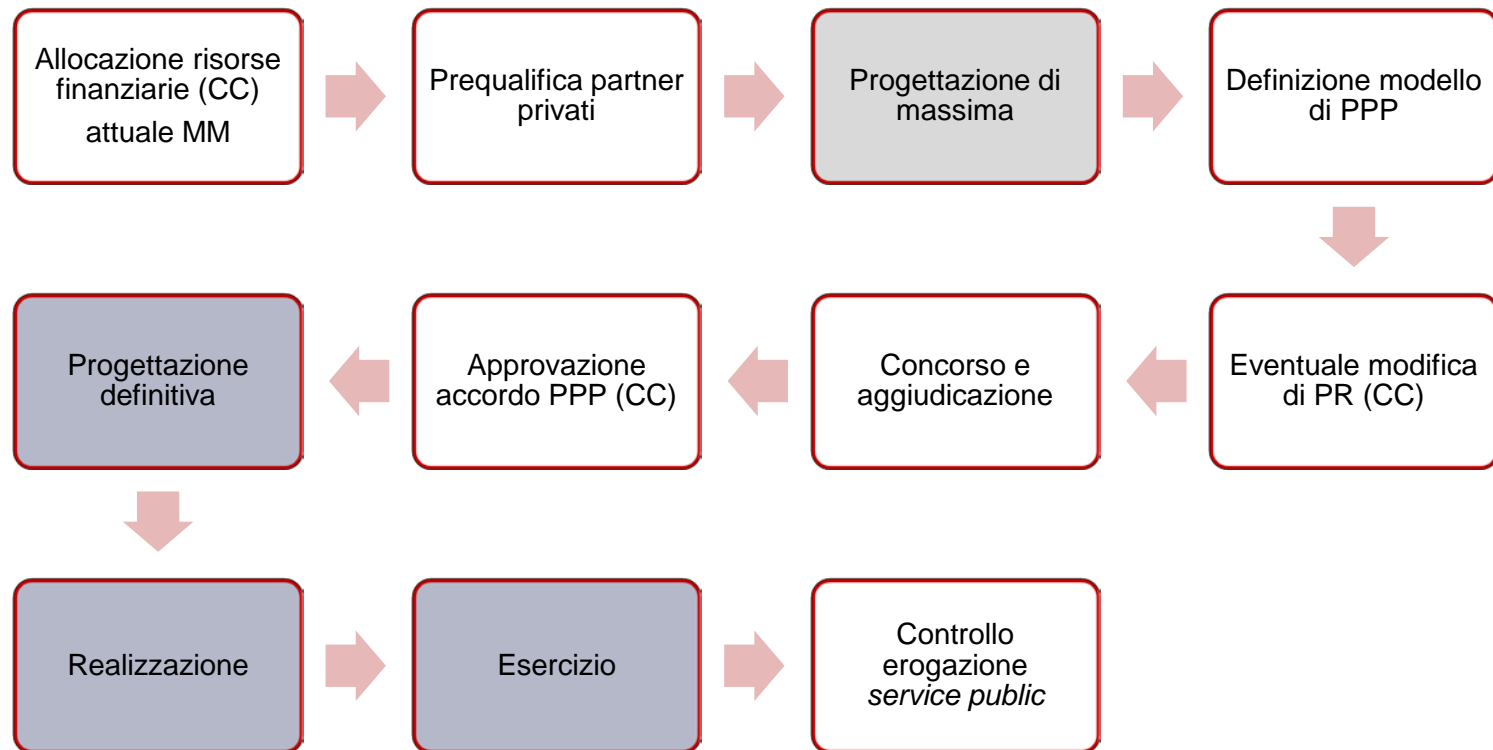 Allocazione risorse
finanziarie (CC)
attuale MM
Prequalifica partner
privati
Progettazione di
massima
Definizione modello
di PPP
Eventuale modifica
di PR (CC)
Concorso e
aggiudicazione
Approvazione
accordo PPP (CC)
Progettazione
definitiva
Realizzazione
Esercizio
Controllo
erogazione
service public